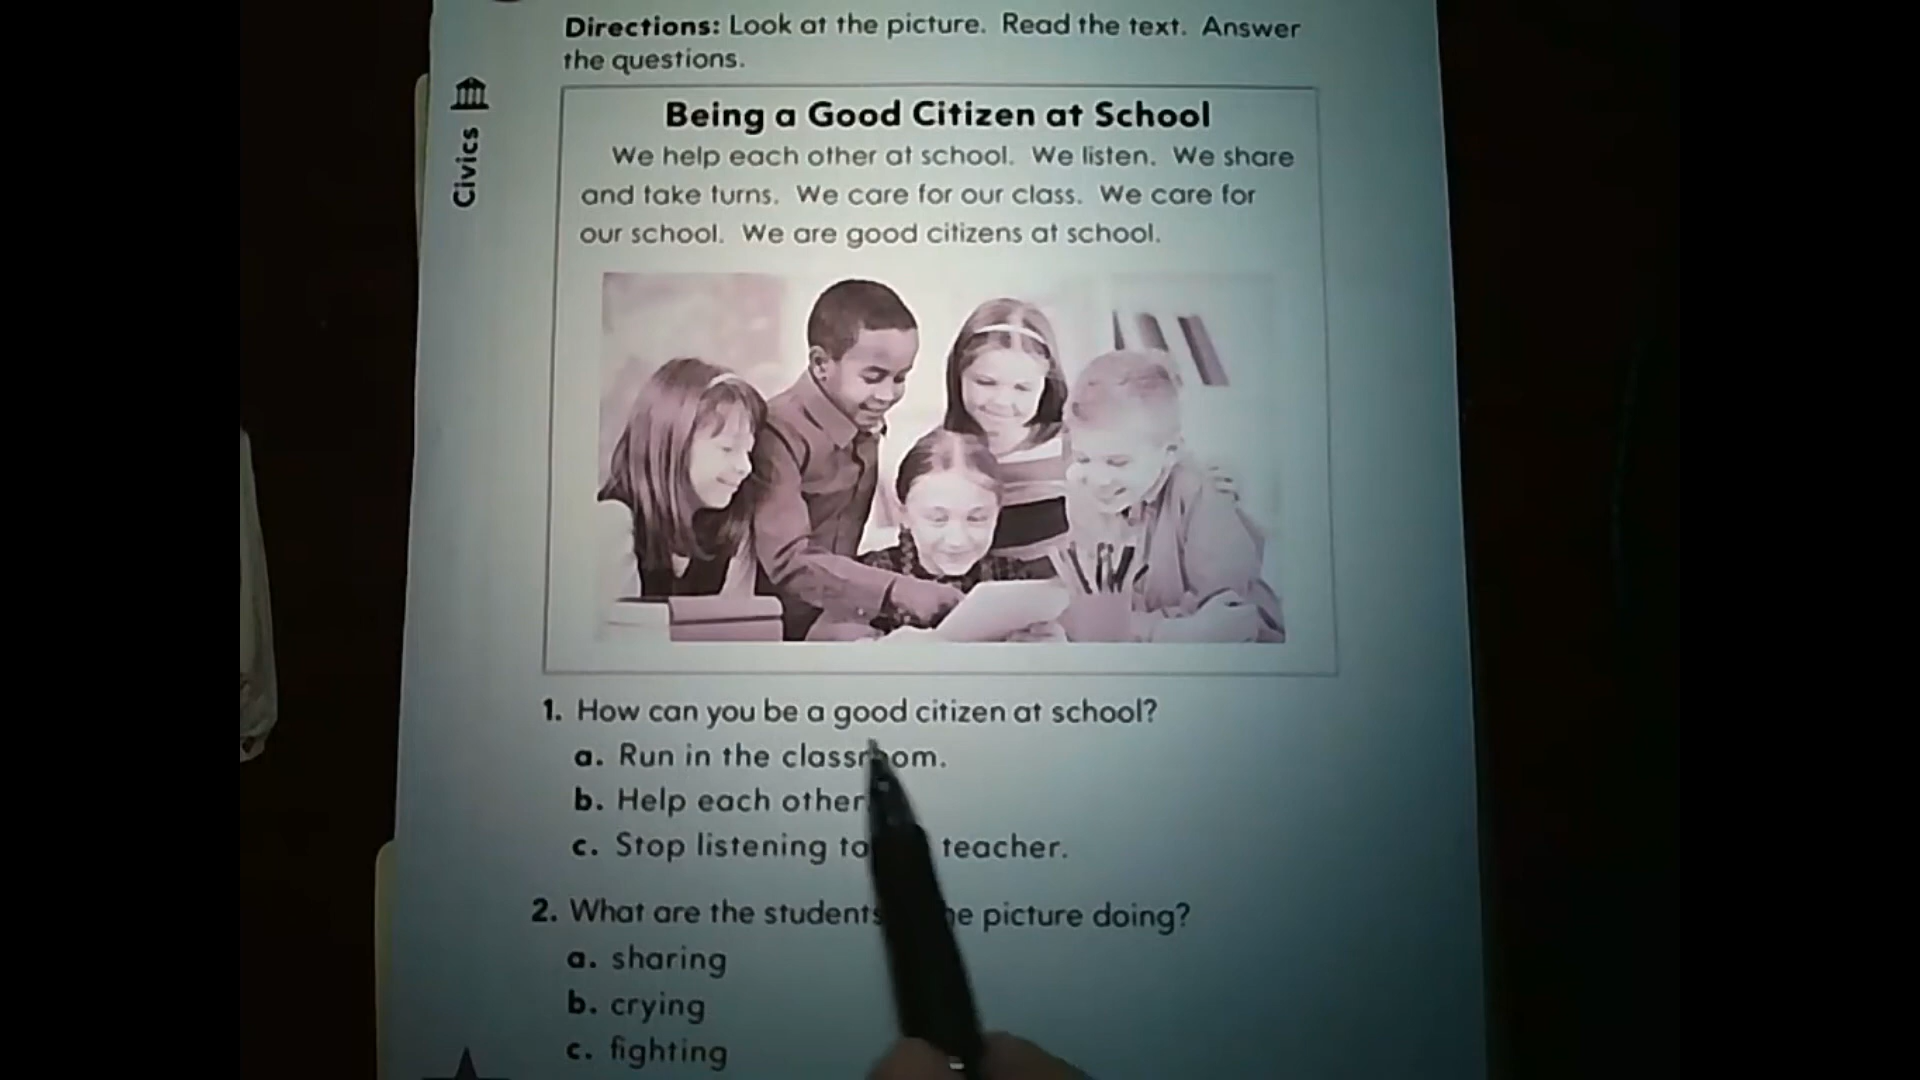 Directions: Look at the picture. Read the text. Answer
the questions.
Civics
Being a Good Citizen at School
We help each other at school. We listen. We share
and take turns. We care for our class. We care for
our school. We are good citizens at school.
1. How can you be a good citizen at school?
a. Run in the classroom.
b. Help each other
c. Stop listening to teacher.
2. What are the students picture doing?
a. sharing
b. crying
c. fighting